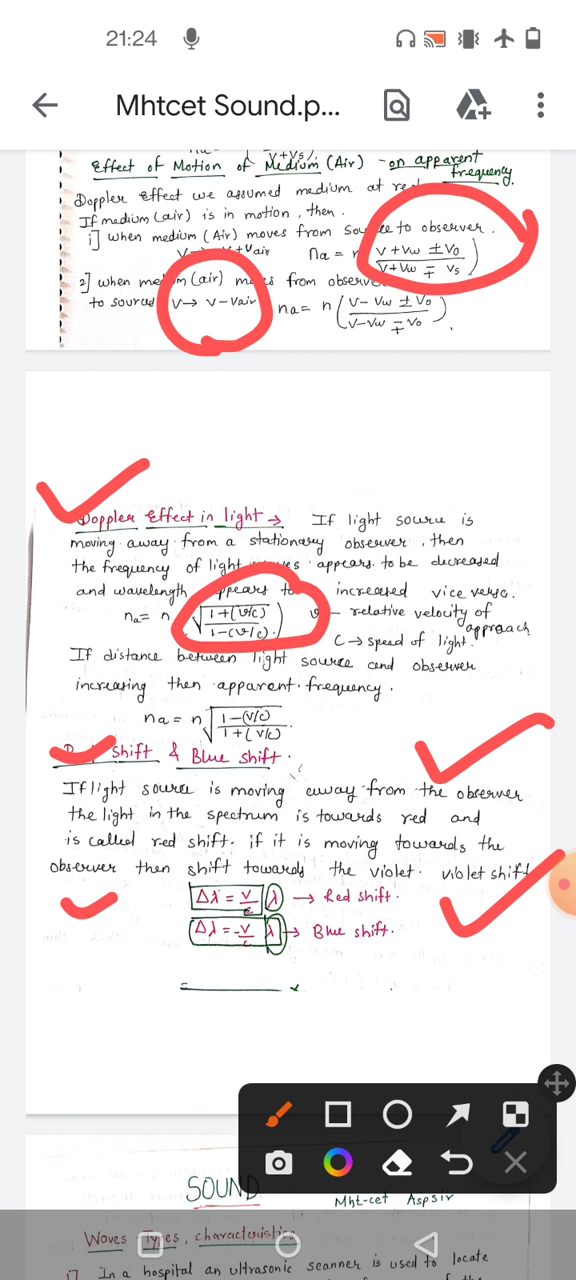 21:24
Mhtcet Sound.p...
Effect of Motion of Medium (Air) - on apparent frequency.
Doppler Effect we assumed medium at
If medium (air) is in motion, then.
i] when medium (Air) moves from to observer.
na = n V+Vw ±Vo / V+Vw ∓ Vs )
2] when (air) from
to V→ V-Vair na= n (V- Vw ± Vo / V-Vw ∓ Vo).
Doppler Effect in light → If light source is
moving away from a stationary observer, then
the frequency of light appears to be decreased
and wavelength appears to increased vice versa.
na= n √(1+(v/c) / 1-(v/c)) v – relative velocity of approach
C→ speed of light.
If distance between light source and observer
increasing then apparent frequency.
na = n √(1-(v/c) / 1+(v/c))
Shift & Blue shift.
If light source is moving away from the observer
the light in the spectrum is towards red and
is called red shift. if it is moving towards the
observer then shift towards the violet. violet shift
Δλ = v/c λ → Red shift.
Δλ = -v/c λ → Blue shift.
SOUND
Mht-cet Aspsir
Waves Types, characteristics
In a hospital an ultrasonic scanner is used to locate